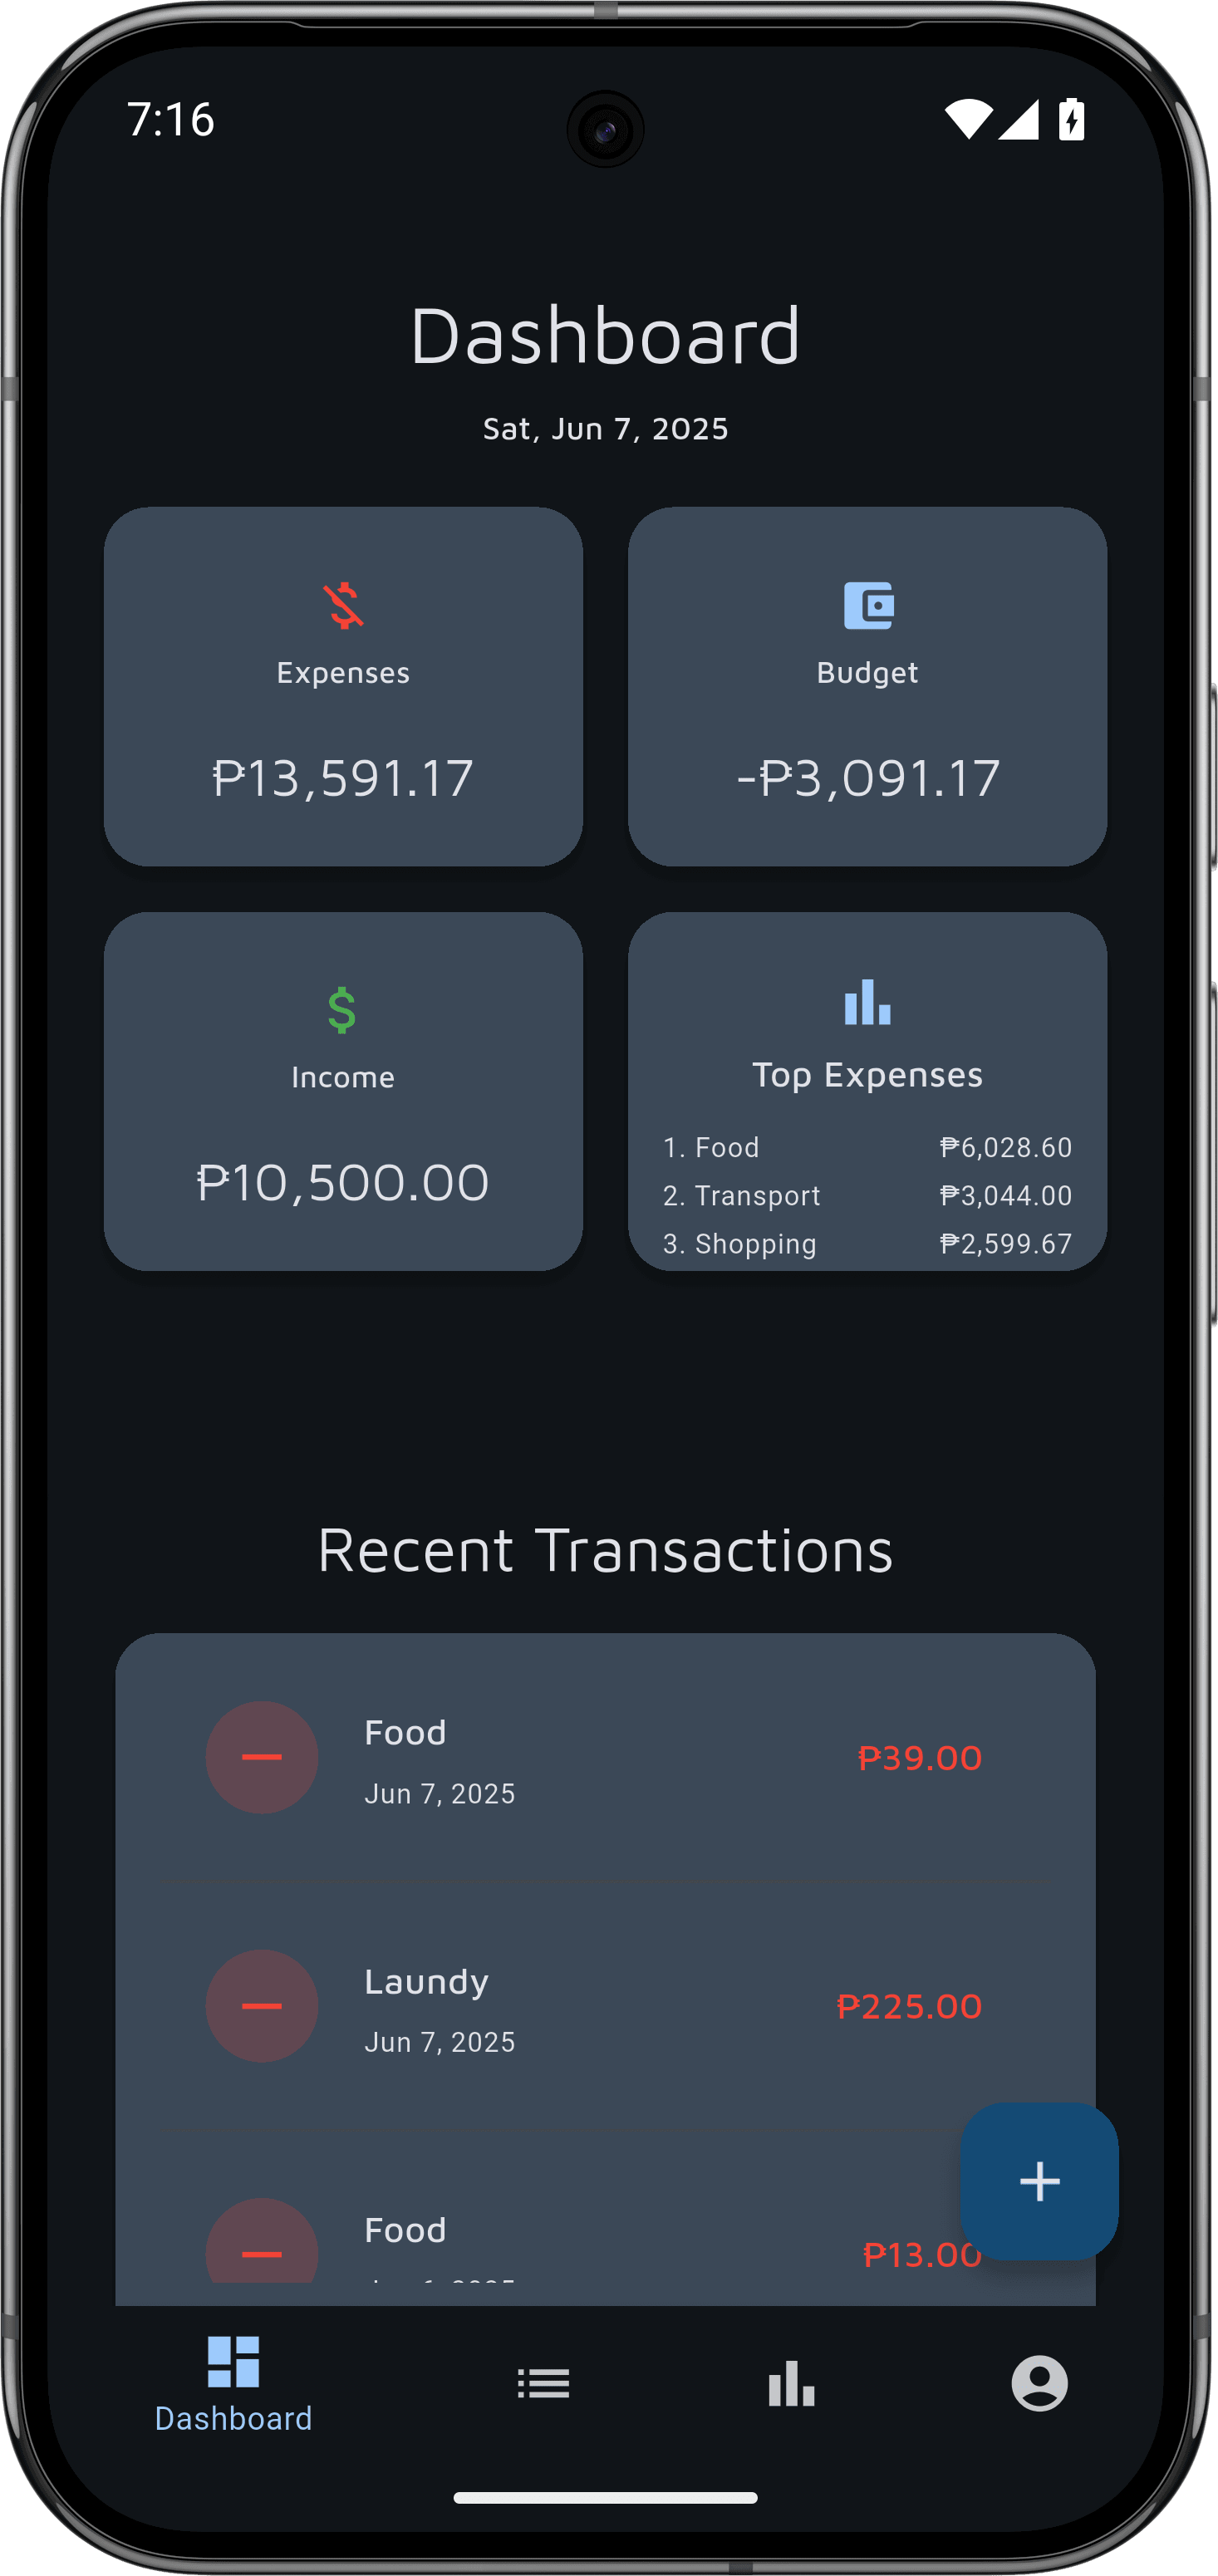 7:16
Dashboard
Sat, Jun 7, 2025
Expenses
₱13,591.17
Budget
-₱3,091.17
Income
₱10,500.00
Top Expenses
1. Food ₱6,028.60
2. Transport ₱3,044.00
3. Shopping ₱2,599.67
Recent Transactions
Food ₱39.00
Jun 7, 2025
Laundy ₱225.00
Jun 7, 2025
Food ₱13.00
Dashboard